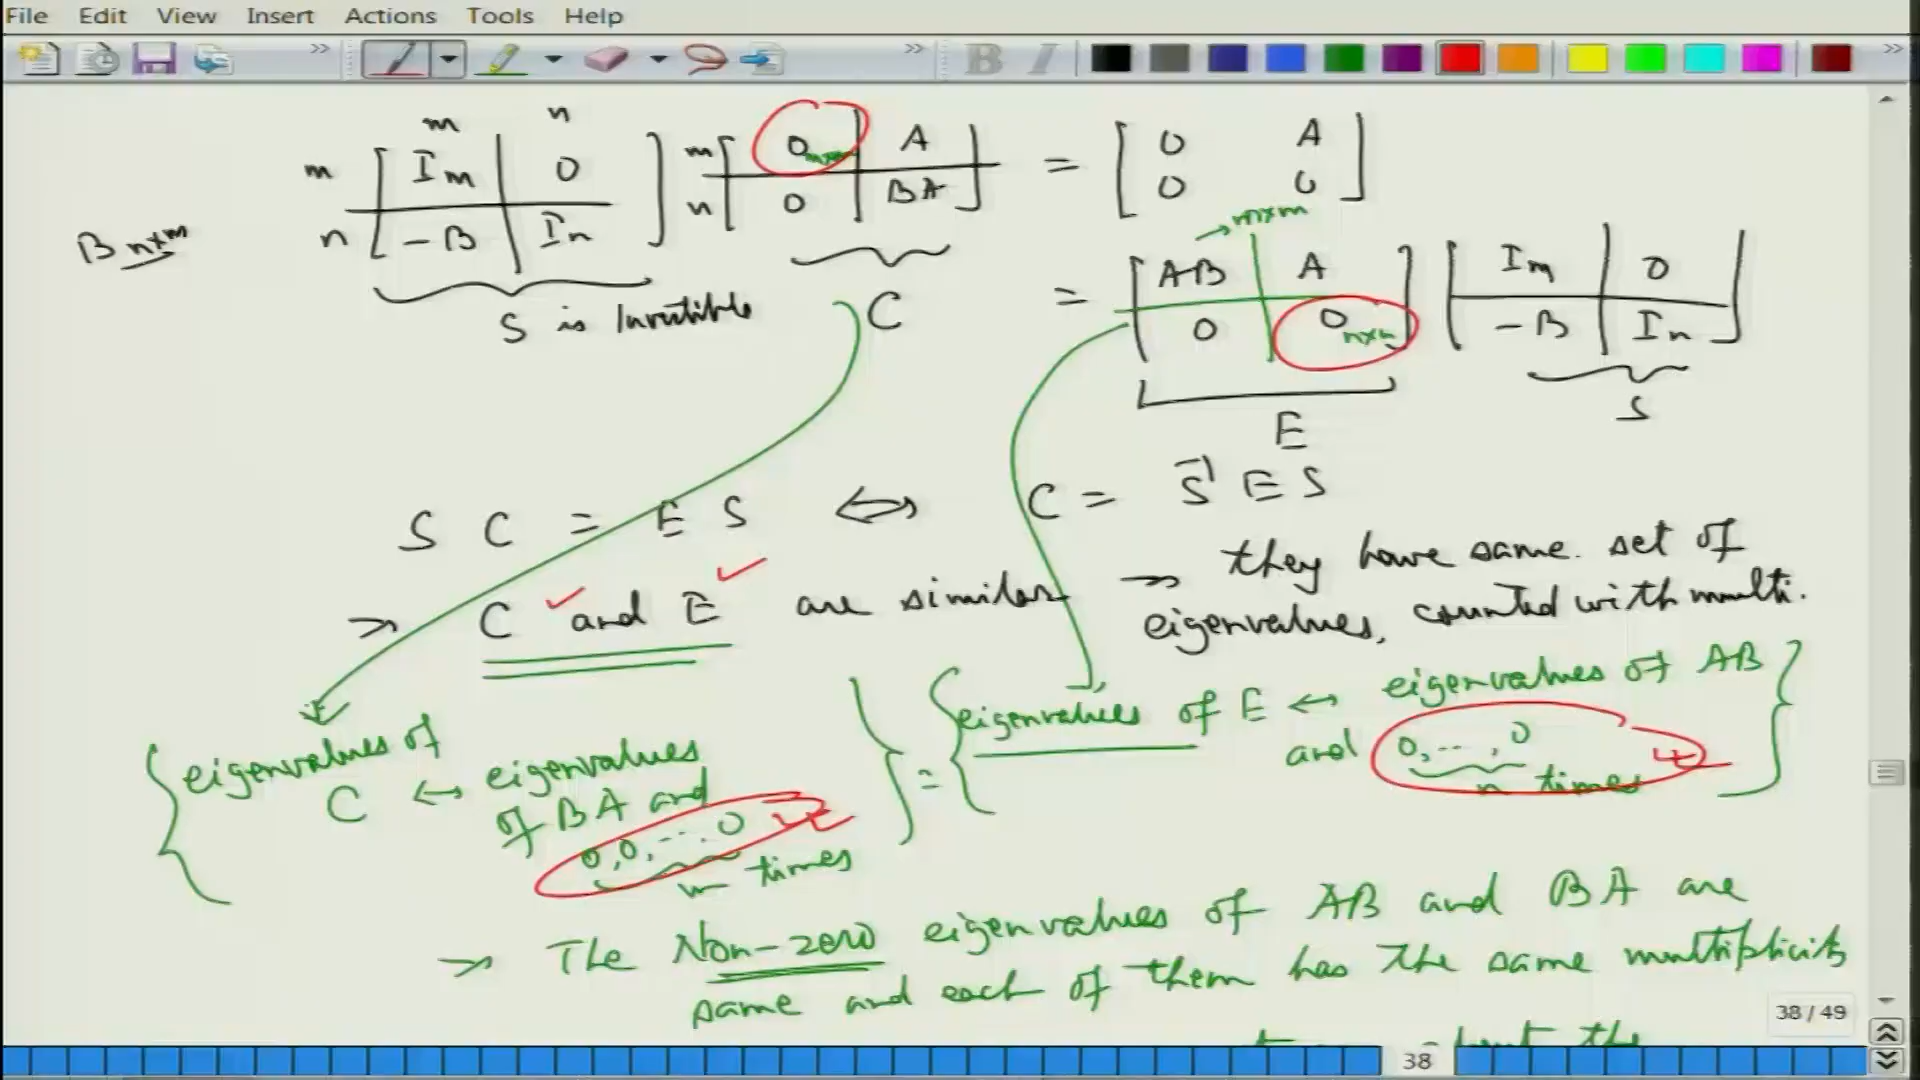 File Edit View Insert Actions Tools Help
B I
m n
m [ Im | 0 ] m [ 0m×m | A ] = [ 0 A ]
n [ -B | In ] n [ 0 | BA ] [ 0 0 ]
B n×m
S is Invertible
C
→ m×m
= [ AB | A ] [ Im | 0 ]
[ 0 | 0n×n ] [ -B | In ]
E S
S C = E S ⇔ C = S⁻¹ E S
⇒ C and E are similar ⇒ they have same set of
eigenvalues, counted with multi.
{ eigenvalues of
C ↔ eigenvalues
of BA and
0,0,...,0
m times }
= { eigenvalues of E ↔ eigenvalues of AB
and 0,...,0
n times }
⇒ The Non-zero eigenvalues of AB and BA are
same and each of them has the same multiplicity
the
38 / 49
38